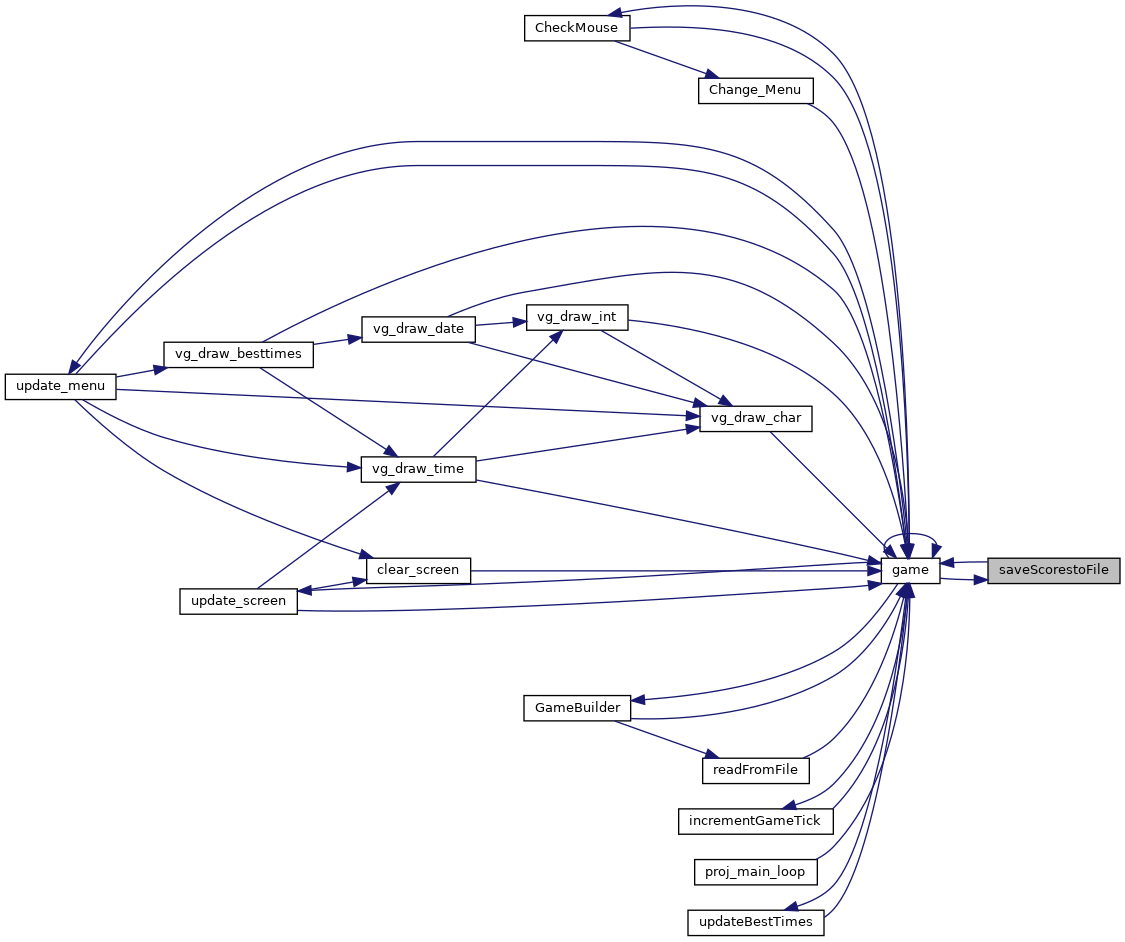 CheckMouse
Change_Menu
vg_draw_int
vg_draw_date
vg_draw_besttimes
update_menu
vg_draw_char
vg_draw_time
clear_screen
game
saveScorestoFile
update_screen
GameBuilder
readFromFile
incrementGameTick
proj_main_loop
updateBestTimes